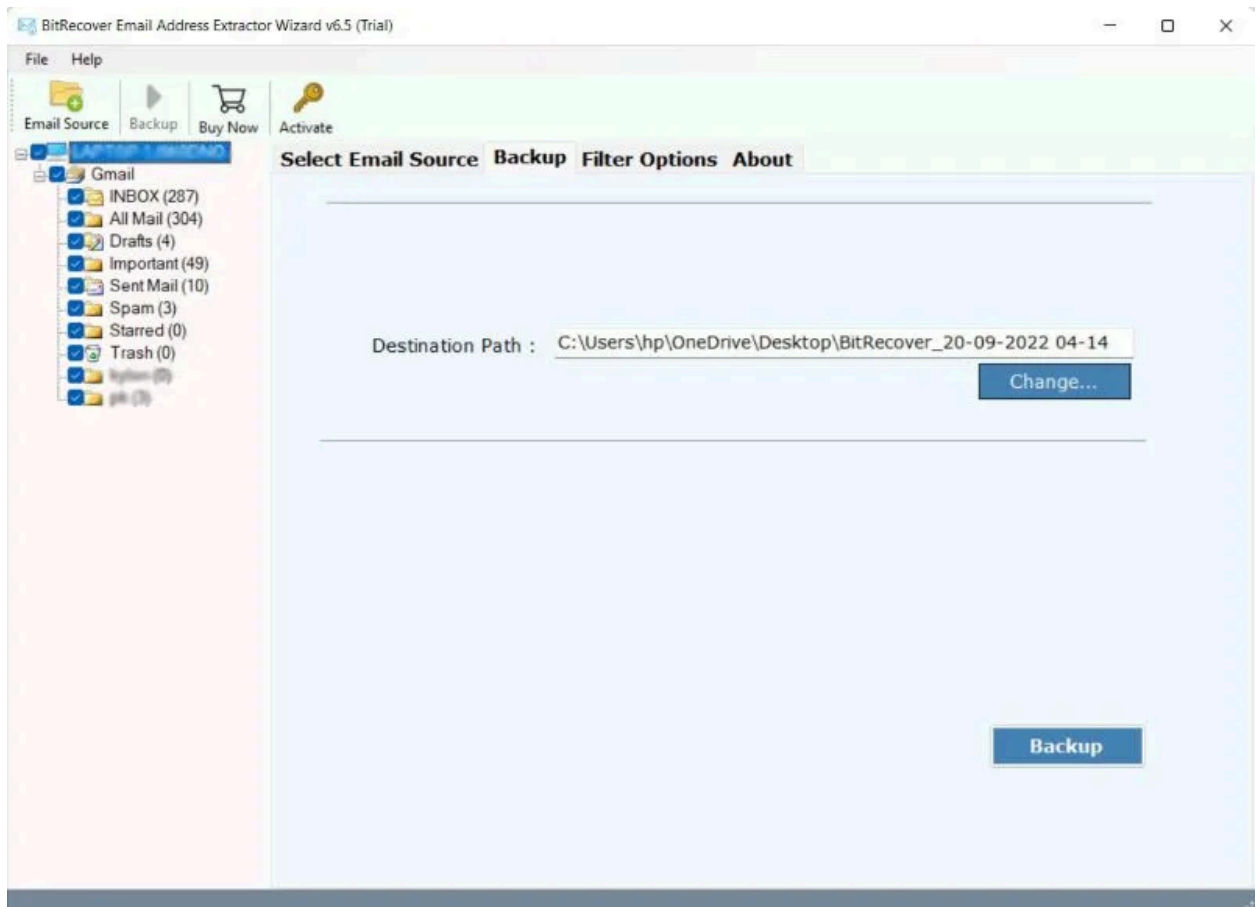 BitRecover Email Address Extractor Wizard v6.5 (Trial)
File Help
Email Source Backup Buy Now Activate
Select Email Source Backup Filter Options About
Gmail
INBOX (287)
All Mail (304)
Drafts (4)
Important (49)
Sent Mail (10)
Spam (3)
Starred (0)
Trash (0)
Destination Path : C:\Users\hp\OneDrive\Desktop\BitRecover_20-09-2022 04-14
Change...
Backup